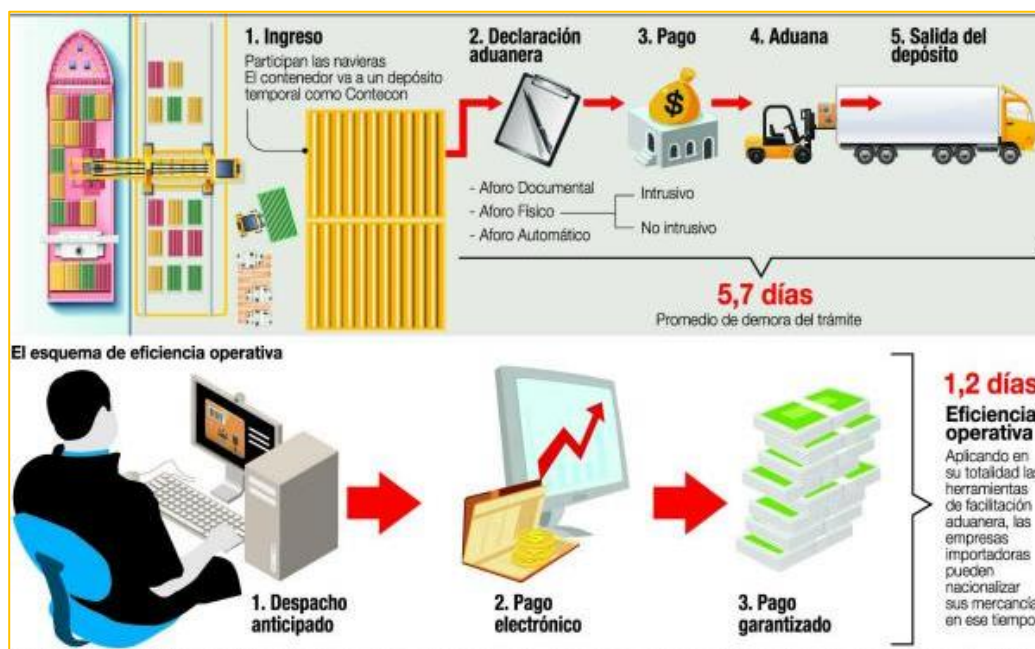 1. Ingreso
Participan las navieras
El contenedor va a un depósito
temporal como Contecon
2. Declaración
aduanera
- Aforo Documental
- Aforo Físico
- Aforo Automático
Intrusivo
No intrusivo
3. Pago
$
4. Aduana
5. Salida del
depósito
5,7 días
Promedio de demora del trámite
El esquema de eficiencia operativa
1. Despacho
anticipado
2. Pago
electrónico
3. Pago
garantizado
1,2 días
Eficiencia
operativa
Aplicando en
su totalidad las
herramientas
de facilitación
aduanera, las
empresas
importadoras
pueden
nacionalizar
sus mercancía
en ese tiempo